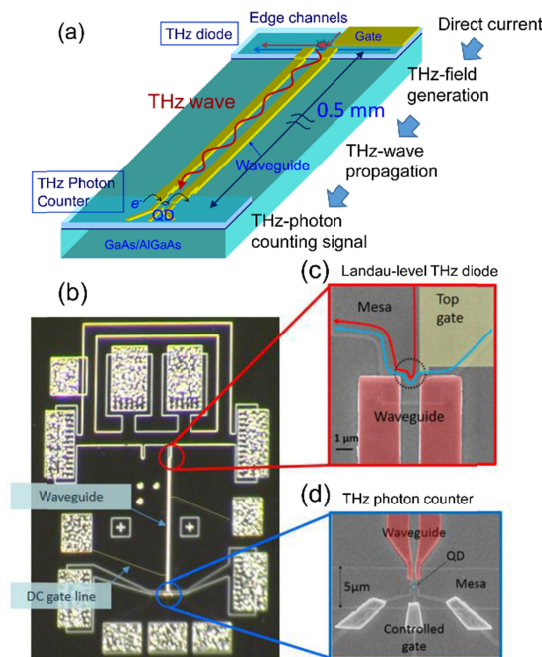 (a)
Edge channels
THz diode
Gate
Direct current
THz-field
generation
THz wave
0.5 mm
Waveguide
THz-wave
propagation
THz Photon
Counter
e-
QD
THz-photon
counting signal
GaAs/AlGaAs
(b)
(c)
Landau-level THz diode
Mesa
Top
gate
Waveguide
1 μm
Waveguide
DC gate line
(d)
THz photon counter
Waveguide
QD
5μm
Mesa
Controlled
gate